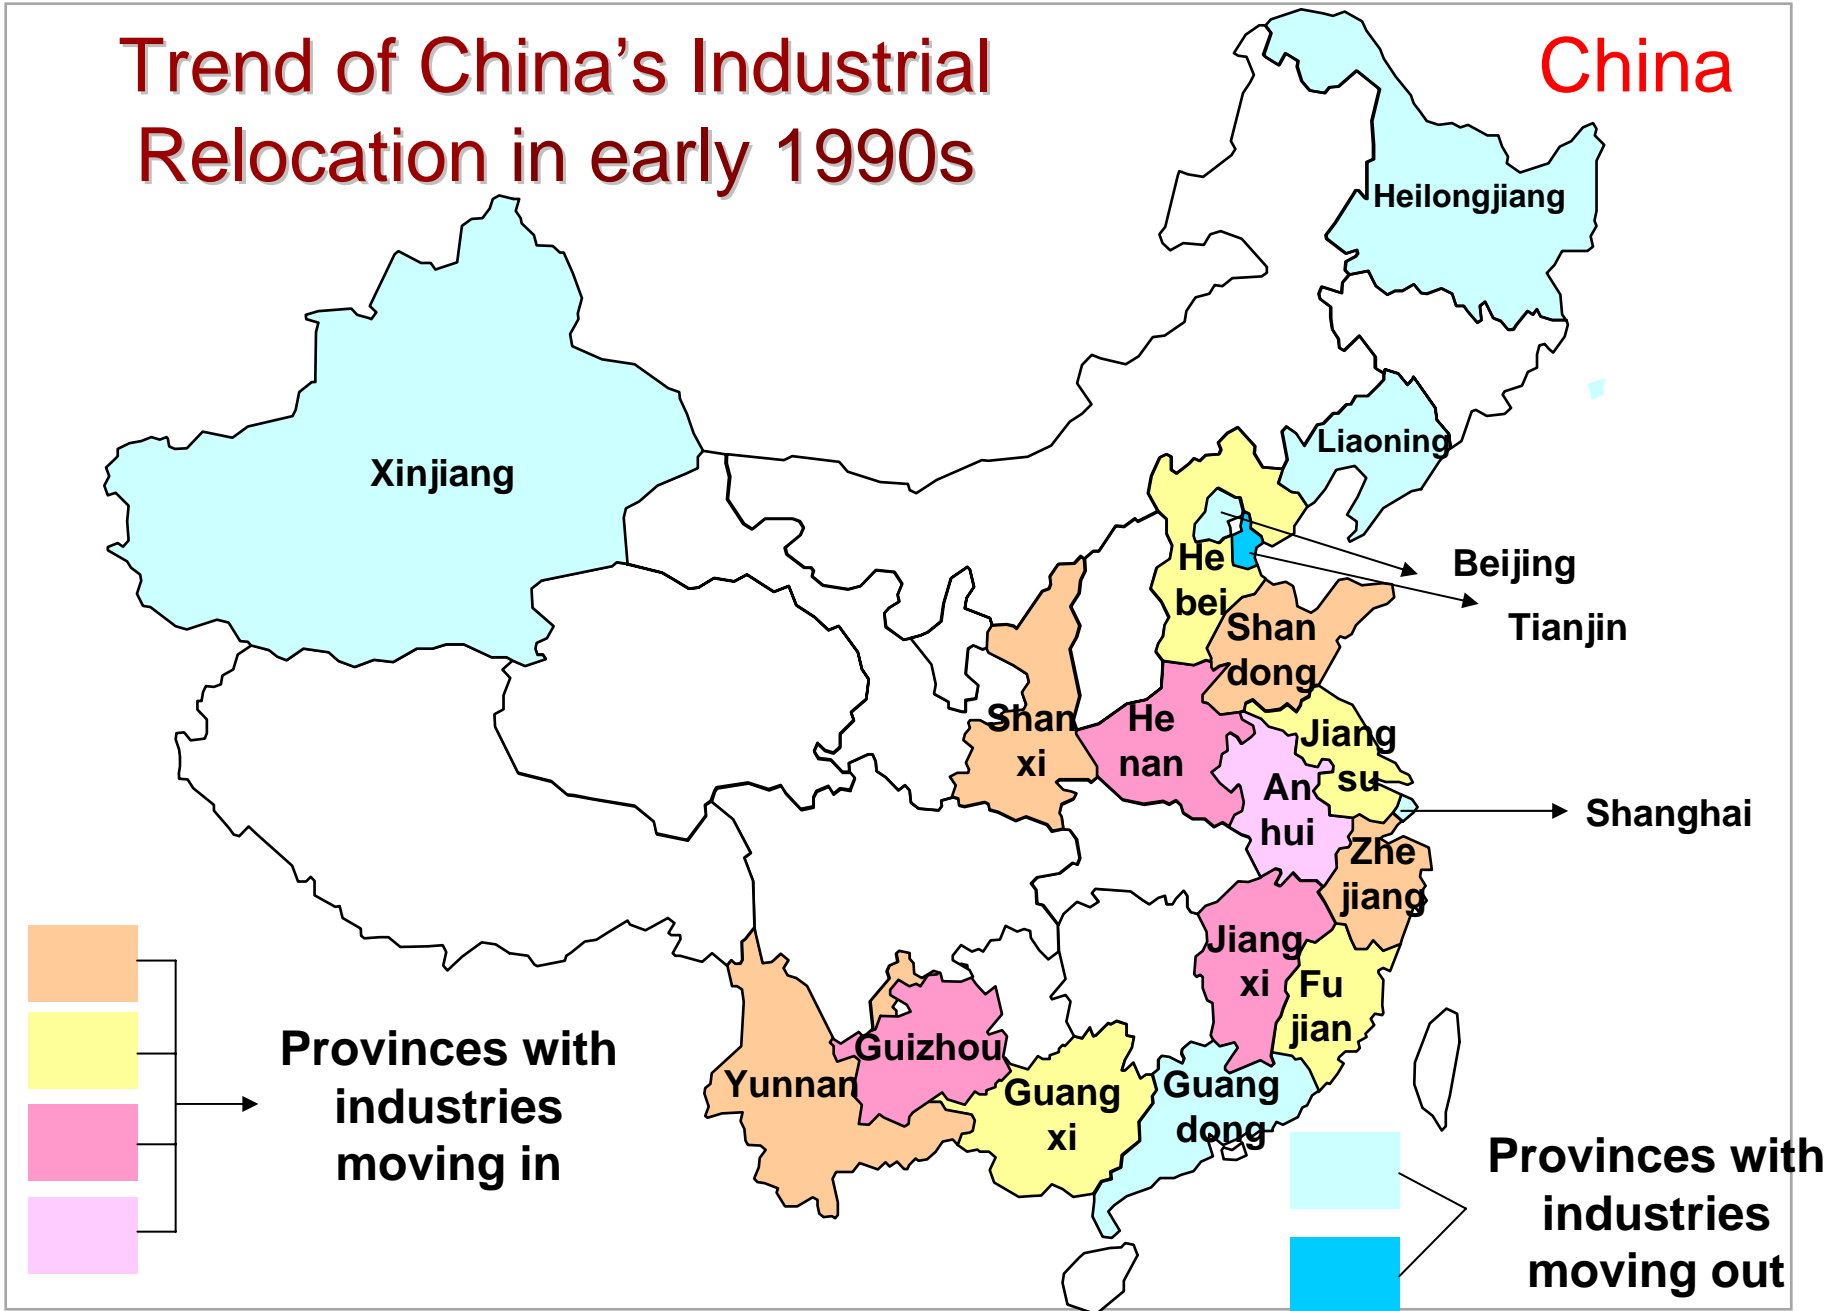 Trend of China's Industrial
Relocation in early 1990s
China
Heilongjiang
Xinjiang
Liaoning
He
bei
Beijing
Tianjin
Shan
dong
Shan
xi
He
nan
Jiang
su
An
hui
Shanghai
Zhe
jiang
Jiang
xi
Fu
jian
Guizhou
Yunnan
Guang
xi
Guang
dong
Provinces with
industries
moving in
Provinces with
industries
moving out